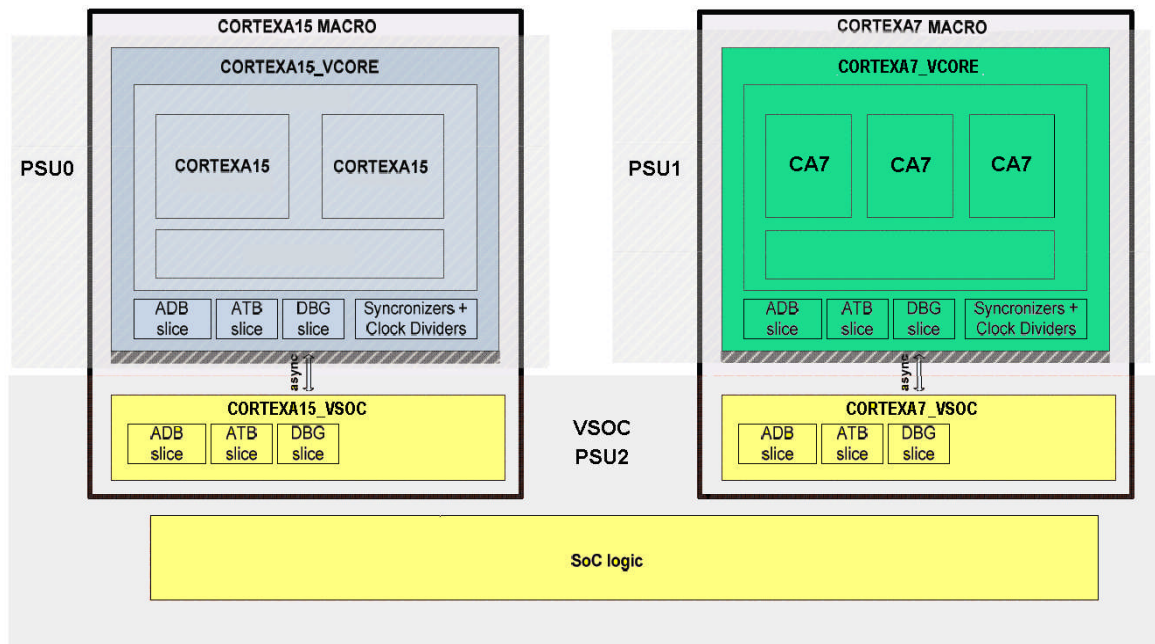 CORTEXA15 MACRO
CORTEXA15_VCORE
PSU0
CORTEXA15
CORTEXA15
ADB
slice
ATB
slice
DBG
slice
Syncronizers +
Clock Dividers
async
CORTEXA15_VSOC
ADB
slice
ATB
slice
DBG
slice
CORTEXA7 MACRO
CORTEXA7_VCORE
PSU1
CA7
CA7
CA7
ADB
slice
ATB
slice
DBG
slice
Syncronizers +
Clock Dividers
async
CORTEXA7_VSOC
ADB
slice
ATB
slice
DBG
slice
VSOC
PSU2
SoC logic